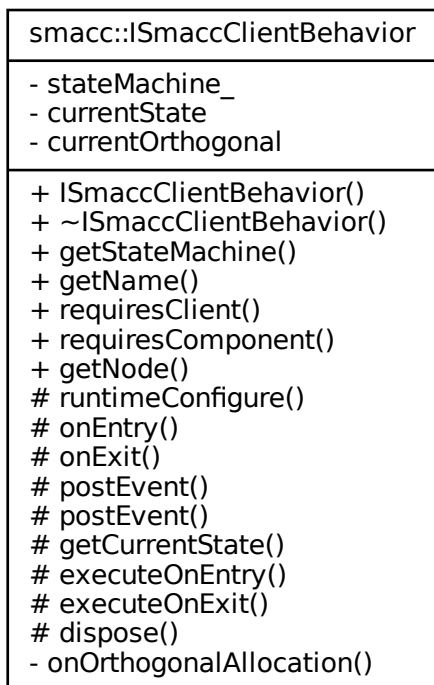 smacc::ISmaccClientBehavior
- stateMachine_
- currentState
- currentOrthogonal
+ ISmaccClientBehavior()
+ ~ISmaccClientBehavior()
+ getStateMachine()
+ getName()
+ requiresClient()
+ requiresComponent()
+ getNode()
# runtimeConfigure()
# onEntry()
# onExit()
# postEvent()
# postEvent()
# getCurrentState()
# executeOnEntry()
# executeOnExit()
# dispose()
- onOrthogonalAllocation()